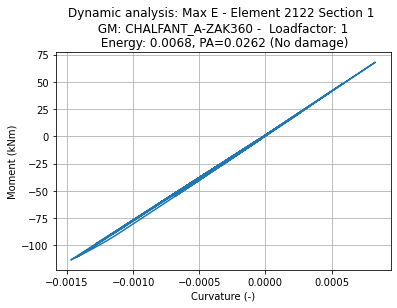 Dynamic analysis: Max E - Element 2122 Section 1
GM: CHALFANT_A-ZAK360 - Loadfactor: 1
Energy: 0.0068, PA=0.0262 (No damage)
Moment (kNm)
75
50
25
0
−25
−50
−75
−100
−0.0015 −0.0010 −0.0005 0.0000 0.0005
Curvature (-)